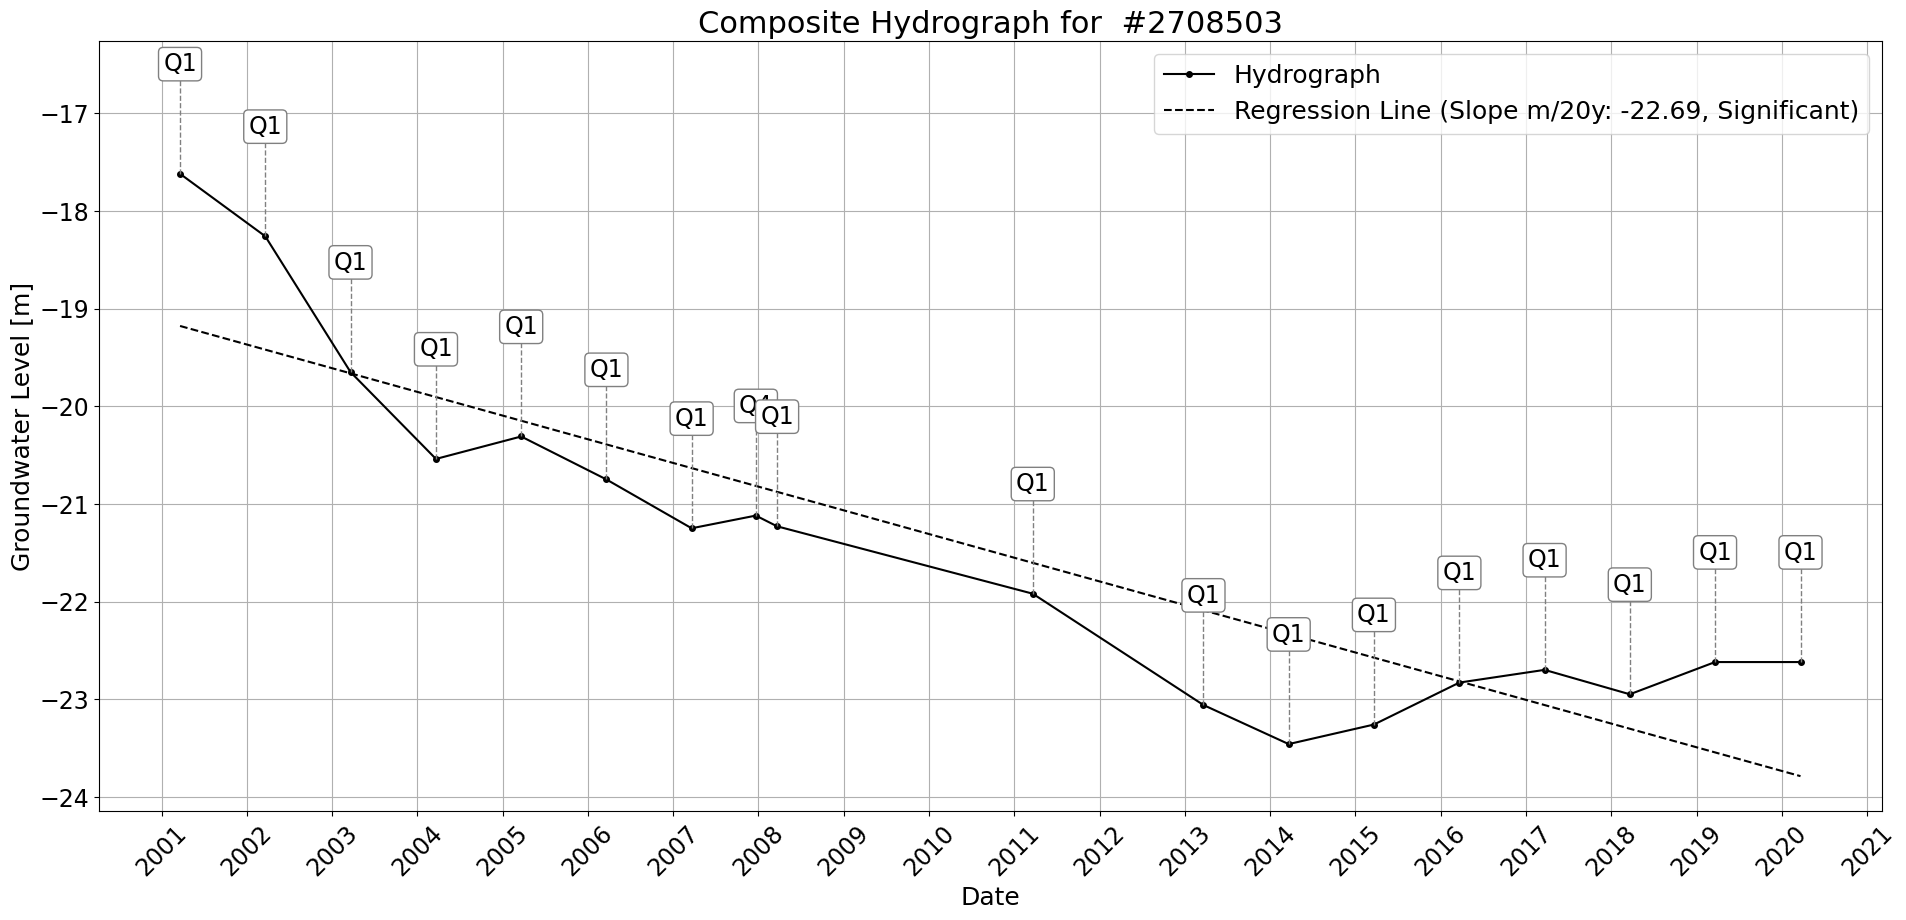 Composite Hydrograph for  #2708503
Hydrograph
Regression Line (Slope m/20y: -22.69, Significant)
Q1
Q1
Q1
Q1
Q1
Q1
Q1
Q4
Q1
Q1
Q1
Q1
Q1
Q1
Q1
Q1
Q1
Q1
Groundwater Level [m]
−17
−18
−19
−20
−21
−22
−23
−24
2001
2002
2003
2004
2005
2006
2007
2008
2009
2010
2011
2012
2013
2014
2015
2016
2017
2018
2019
2020
2021
Date